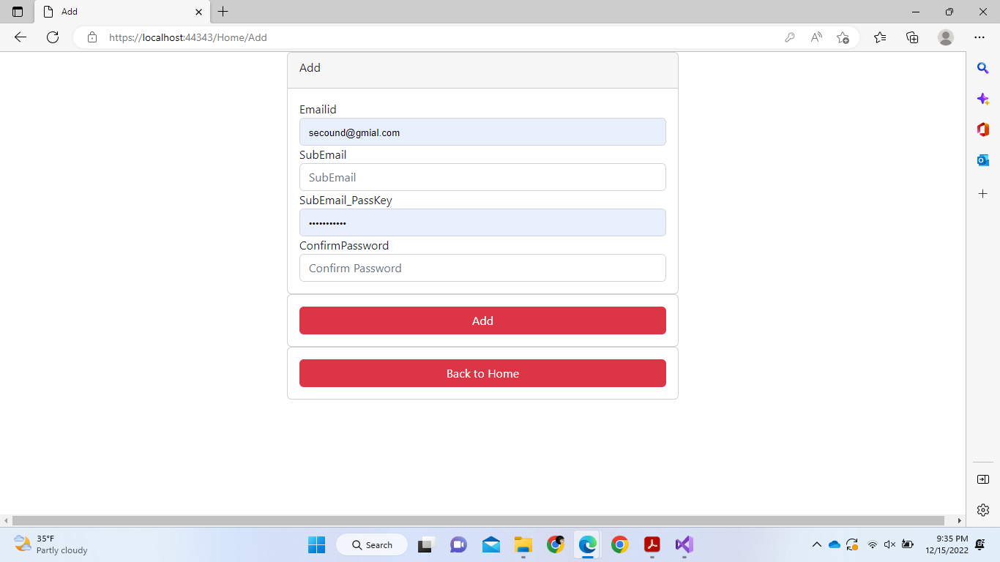 Add
https://localhost:44343/Home/Add
Add
Emailid
secound@gmial.com
SubEmail
SubEmail
SubEmail_PassKey
•••••••••••
ConfirmPassword
Confirm Password
Add
Back to Home
35°F
Partly cloudy
Search
9:35 PM
12/15/2022